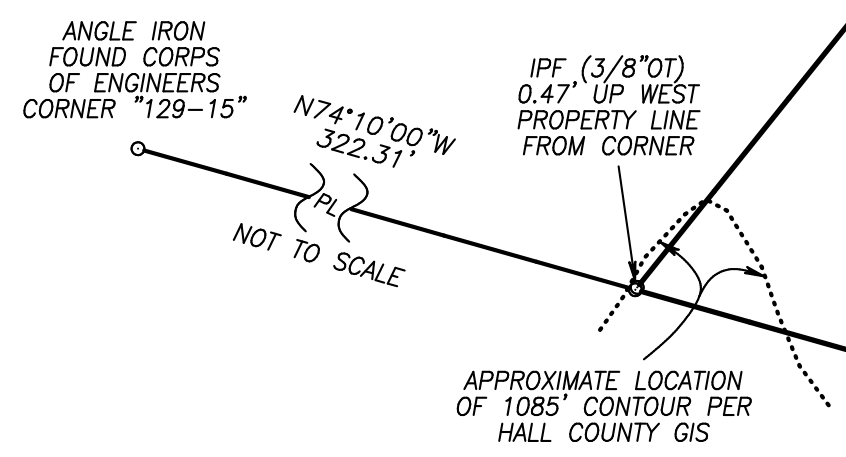 ANGLE IRON
FOUND CORPS
OF ENGINEERS
CORNER "129-15"
N74°10'00"W
322.31'
PL
NOT TO SCALE
IPF (3/8"OT)
0.47' UP WEST
PROPERTY LINE
FROM CORNER
APPROXIMATE LOCATION
OF 1085' CONTOUR PER
HALL COUNTY GIS